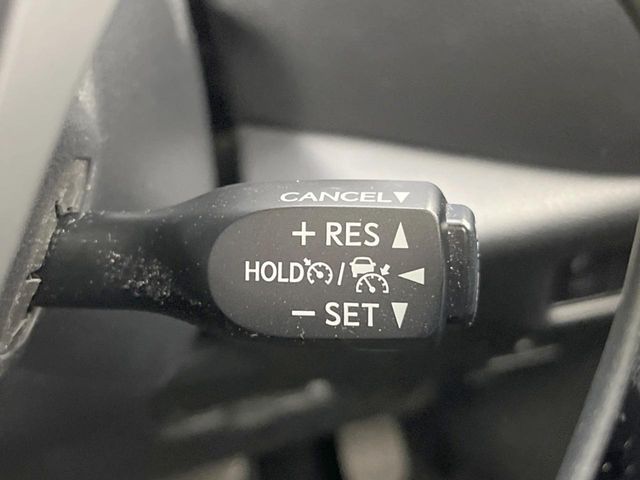 CANCEL▼
+ RES ▲
HOLD / ◀
− SET ▼